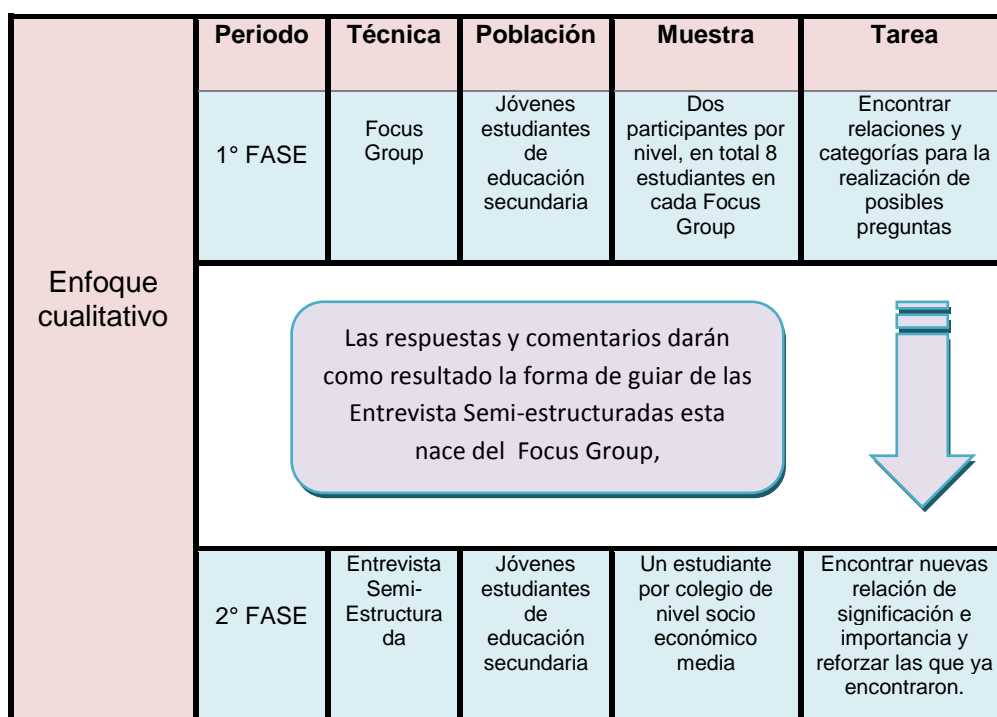 Periodo Técnica Población Muestra Tarea
Enfoque
cualitativo
1° FASE
Focus
Group
Jóvenes
estudiantes
de
educación
secundaria
Dos
participantes por
nivel, en total 8
estudiantes en
cada Focus
Group
Encontrar
relaciones y
categorías para la
realización de
posibles
preguntas
Las respuestas y comentarios darán
como resultado la forma de guiar de las
Entrevista Semi-estructuradas esta
nace del Focus Group,
2° FASE
Entrevista
Semi-
Estructura
da
Jóvenes
estudiantes
de
educación
secundaria
Un estudiante
por colegio de
nivel socio
económico
media
Encontrar nuevas
relación de
significación e
importancia y
reforzar las que ya
encontraron.